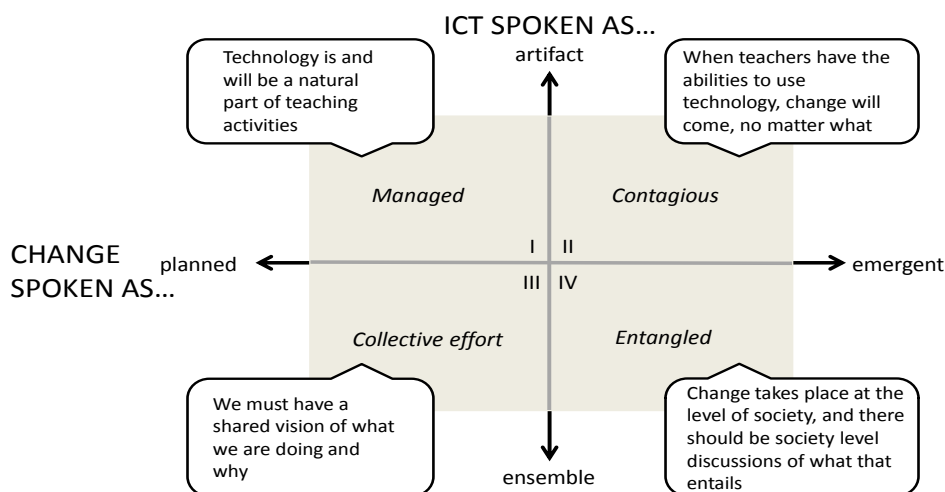 ICT SPOKEN AS...
artifact
Technology is and
will be a natural
part of teaching
activities
When teachers have the
abilities to use
technology, change will
come, no matter what
Managed
Contagious
I
II
CHANGE
SPOKEN AS...
planned
emergent
III
IV
Collective effort
Entangled
We must have a
shared vision of what
we are doing and
why
Change takes place at the
level of society, and there
should be society level
discussions of what that
entails
ensemble